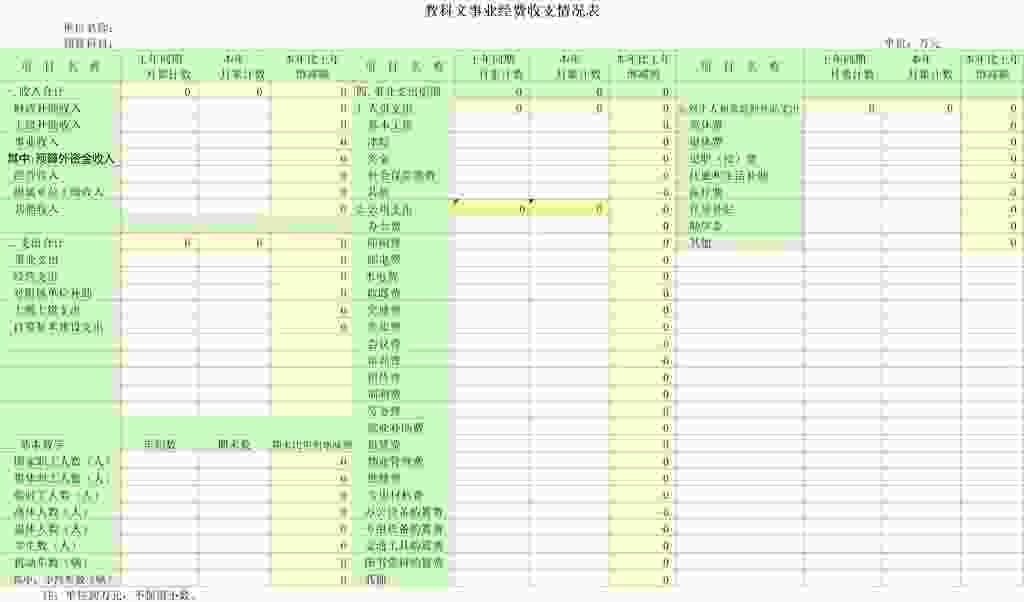 教科文事业经费收支情况表
单位名称:
预算科目:
单位: 万元
项 目 名 称 上年同期 月累计数 本年 月累计数 本年比上年 增减额 项 目 名 称 上年同期 月累计数 本年 月累计数 本年比上年 增减额 项 目 名 称 上年同期 月累计数 本年 月累计数 本年比上年 增减额
一.收入合计 0 0 0 四.事业支出明细 0 0 0 0
财政补助收入 0 人员支出 0 0 0 对个人和家庭的补助支出 0 0 0
上级补助收入 0 基本工资 0 离休费 0
事业收入 0 津贴 0 退休费 0
其中:预算外资金收入 0 奖金 0 退职（役）费 0
经营收入 0 社会保障缴费 0 抚恤和生活补助 0
附属单位上缴收入 0 其他 0 医疗费 0
其他收入 0 公用支出 0 0 0 住房补贴 0
办公费 0 助学金 0
二.支出合计 0 0 0 印刷费 0 其他 0
事业支出 0 邮电费 0
经营支出 0 水电费 0
对附属单位补助 0 取暖费 0
上缴上级支出 0 交通费 0
自筹基本建设支出 0 差旅费 0
会议费 0
培训费 0
招待费 0
福利费 0
劳务费 0
就业补助费 0
基本数字 年初数 期末数 期末比年初增减额 租赁费 0
国家职工人数（人） 0 物业管理费 0
集体职工人数（人） 0 维修费 0
临时工人数（人） 0 专用材料费 0
离休人数（人） 0 办公设备购置费 0
退休人数（人） 0 专用设备购置费 0
学生数（人） 0 交通工具购置费 0
机动车数（辆） 0 图书资料购置费 0
其中：小汽车数（辆） 0 其他 0
注: 单位到万元，不保留小数。